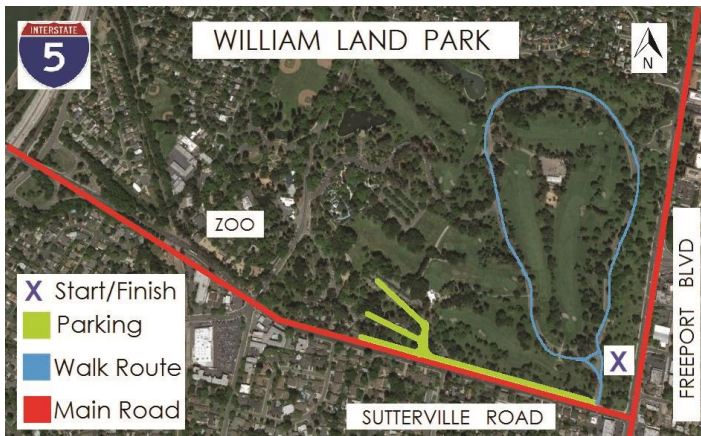 INTERSTATE
5
WILLIAM LAND PARK
N
ZOO
X Start/Finish
Parking
Walk Route
Main Road
X
FREEPORT BLVD
SUTTERVILLE ROAD